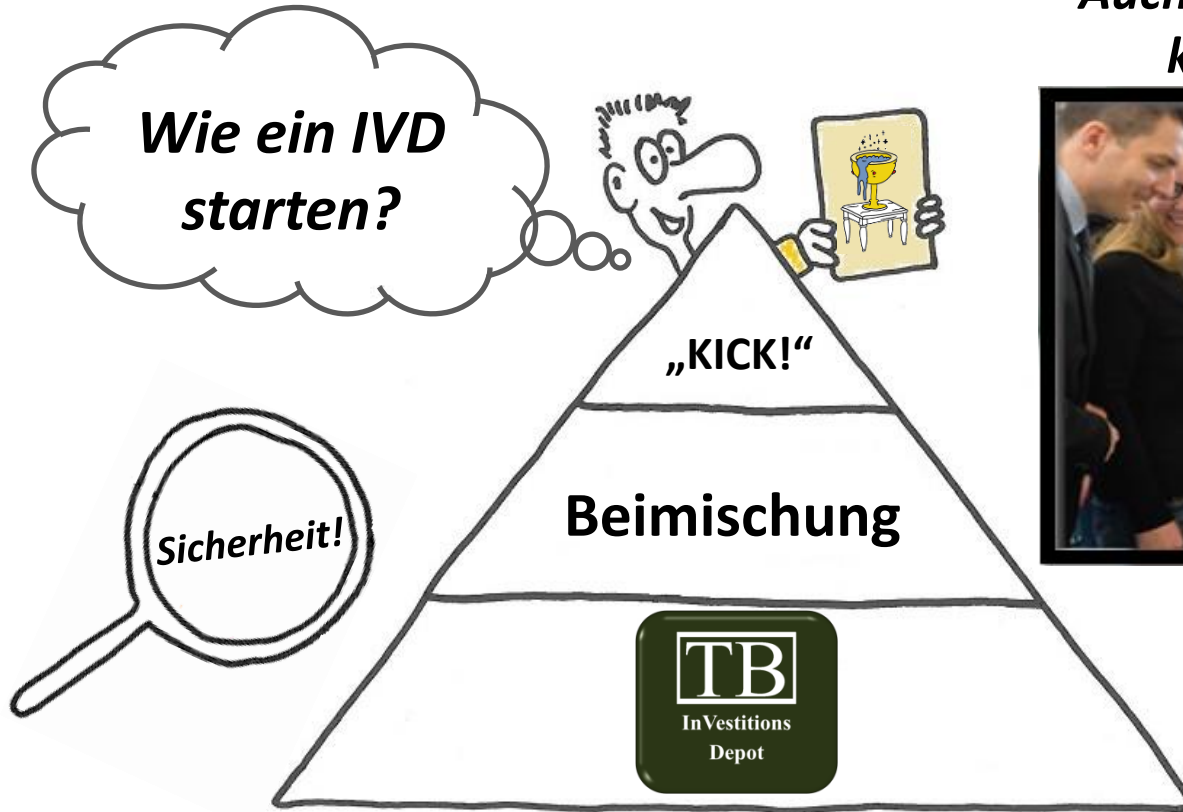 Wie ein IVD
starten?
„KICK!“
Sicherheit!
Beimischung
TB
InVestitions
Depot